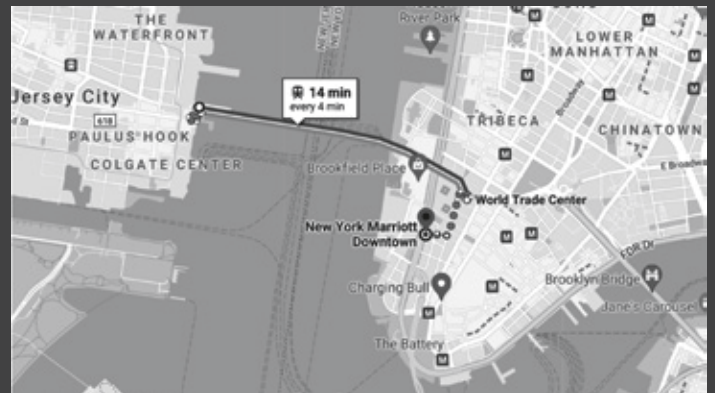 THE
WATERFRONT
River Park
LOWER
MANHATTAN
14 min
every 4 min
Jersey City
Broadway
TRIBECA
CHINATOWN
PAULUS HOOK
COLGATE CENTER
Brookfield Place
E Broadway
World Trade Center
New York Marriott
Downtown
FDR Dr
Charging Bull
Brooklyn Bridge
Jane's Carousel
The Battery
M
M
M
M
M
M
M
M
M
M